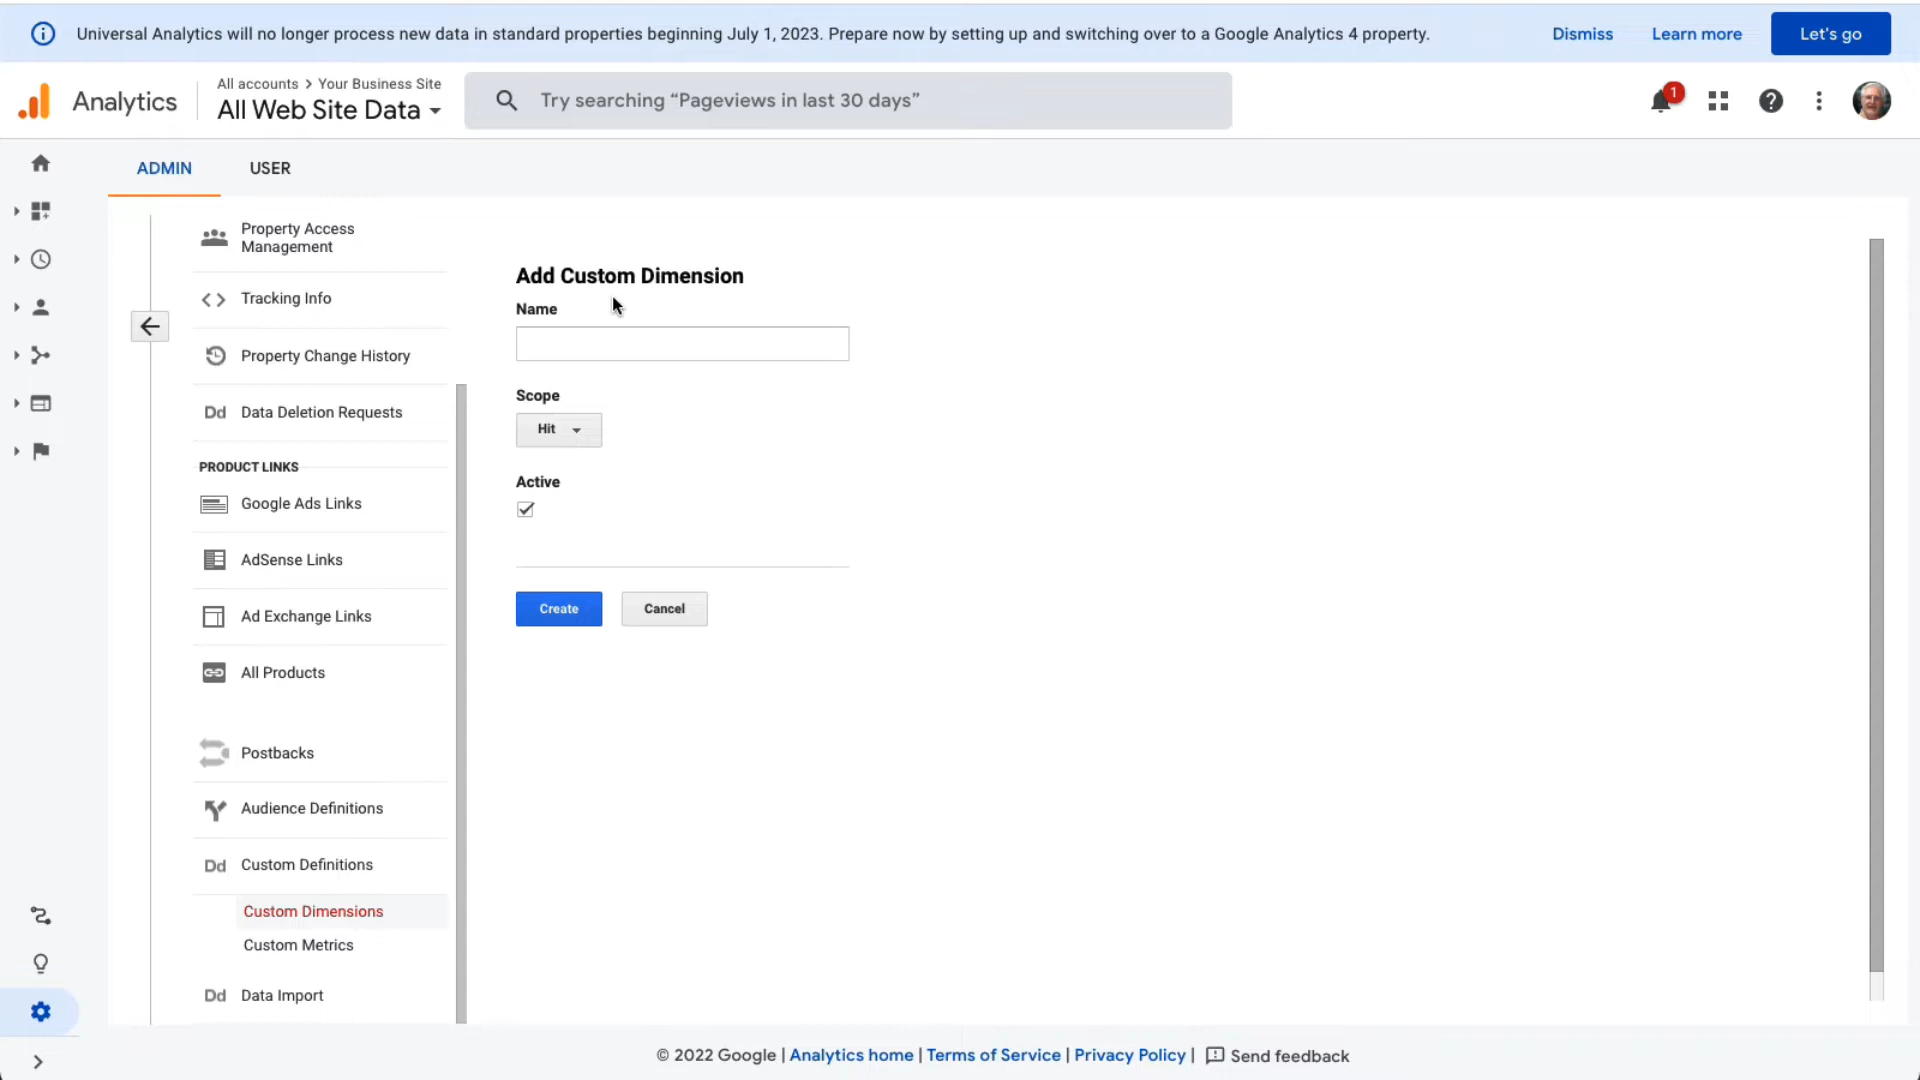 Universal Analytics will no longer process new data in standard properties beginning July 1, 2023. Prepare now by setting up and switching over to a Google Analytics 4 property.
Dismiss
Learn more
Let's go
Analytics
All accounts > Your Business Site
All Web Site Data
Try searching “Pageviews in last 30 days”
1
ADMIN
USER
Property Access
Management
Tracking Info
Property Change History
Dd Data Deletion Requests
PRODUCT LINKS
Google Ads Links
AdSense Links
Ad Exchange Links
All Products
Postbacks
Audience Definitions
Dd Custom Definitions
Custom Dimensions
Custom Metrics
Dd Data Import
Add Custom Dimension
Name
Scope
Hit
Active
Create
Cancel
© 2022 Google | Analytics home | Terms of Service | Privacy Policy | Send feedback